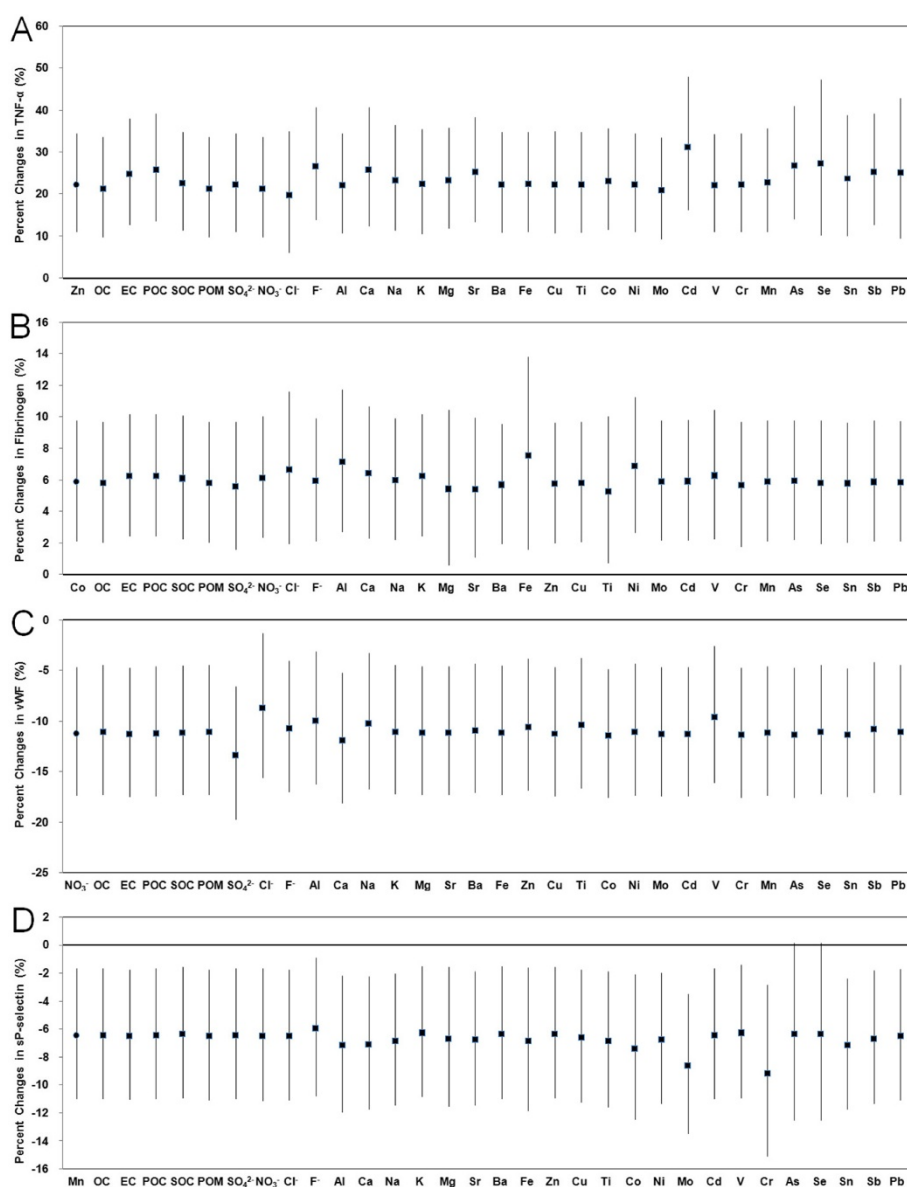 A
Percent Changes in TNF-α (%)
60
50
40
30
20
10
0
Zn OC EC POC SOC POM SO₄²⁻ NO₃⁻ Cl⁻ F⁻ Al Ca Na K Mg Sr Ba Fe Cu Ti Co Ni Mo Cd V Cr Mn As Se Sn Sb Pb
B
Percent Changes in Fibrinogen (%)
16
14
12
10
8
6
4
2
0
Co OC EC POC SOC POM SO₄²⁻ NO₃⁻ Cl⁻ F⁻ Al Ca Na K Mg Sr Ba Fe Zn Cu Ti Ni Mo Cd V Cr Mn As Se Sn Sb Pb
C
Percent Changes in vWF (%)
0
-5
-10
-15
-20
-25
NO₃⁻ OC EC POC SOC POM SO₄²⁻ Cl⁻ F⁻ Al Ca Na K Mg Sr Ba Fe Zn Cu Ti Co Ni Mo Cd V Cr Mn As Se Sn Sb Pb
D
Percent Changes in sP-selectin (%)
2
0
-2
-4
-6
-8
-10
-12
-14
-16
Mn OC EC POC SOC POM SO₄²⁻ NO₃⁻ Cl⁻ F⁻ Al Ca Na K Mg Sr Ba Fe Zn Cu Ti Co Ni Mo Cd V Cr As Se Sn Sb Pb